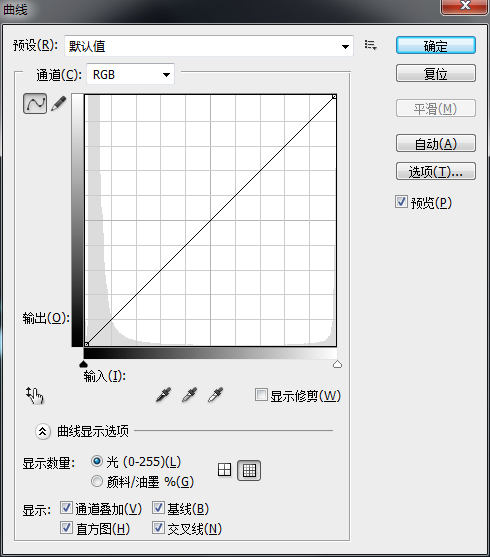 曲线
预设(R): 默认值
确定
通道(C): RGB
复位
平滑(M)
自动(A)
选项(T)...
预览(P)
输出(O):
输入(I):
显示修剪(W)
曲线显示选项
显示数量: 光 (0-255)(L)
颜料/油墨 %(G)
显示: 通道叠加(V) 基线(B)
直方图(H) 交叉线(N)